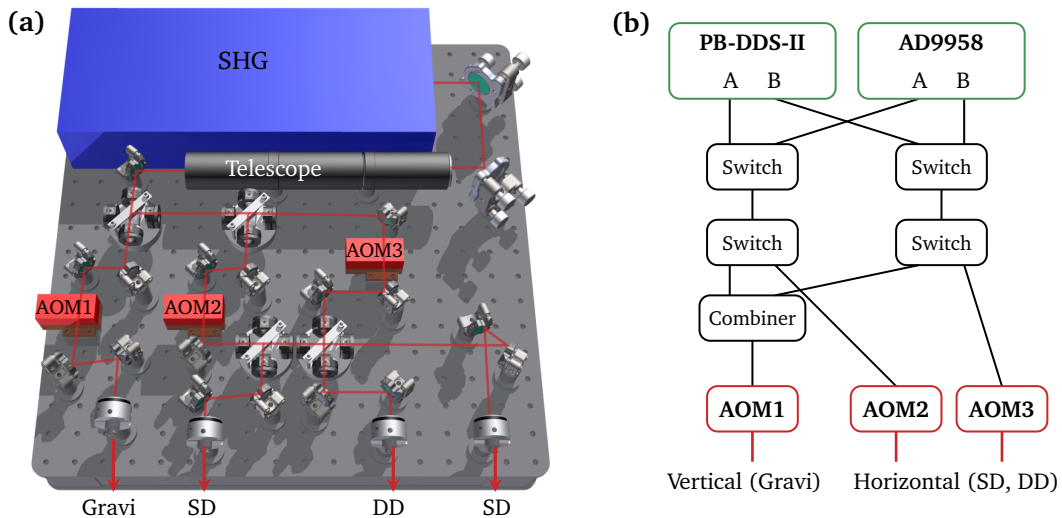 (a)
SHG
Telescope
AOM3
AOM1
AOM2
Gravi
SD
DD
SD
(b)
PB-DDS-II
A B
AD9958
A B
Switch
Switch
Switch
Switch
Combiner
AOM1
AOM2
AOM3
Vertical (Gravi)
Horizontal (SD, DD)